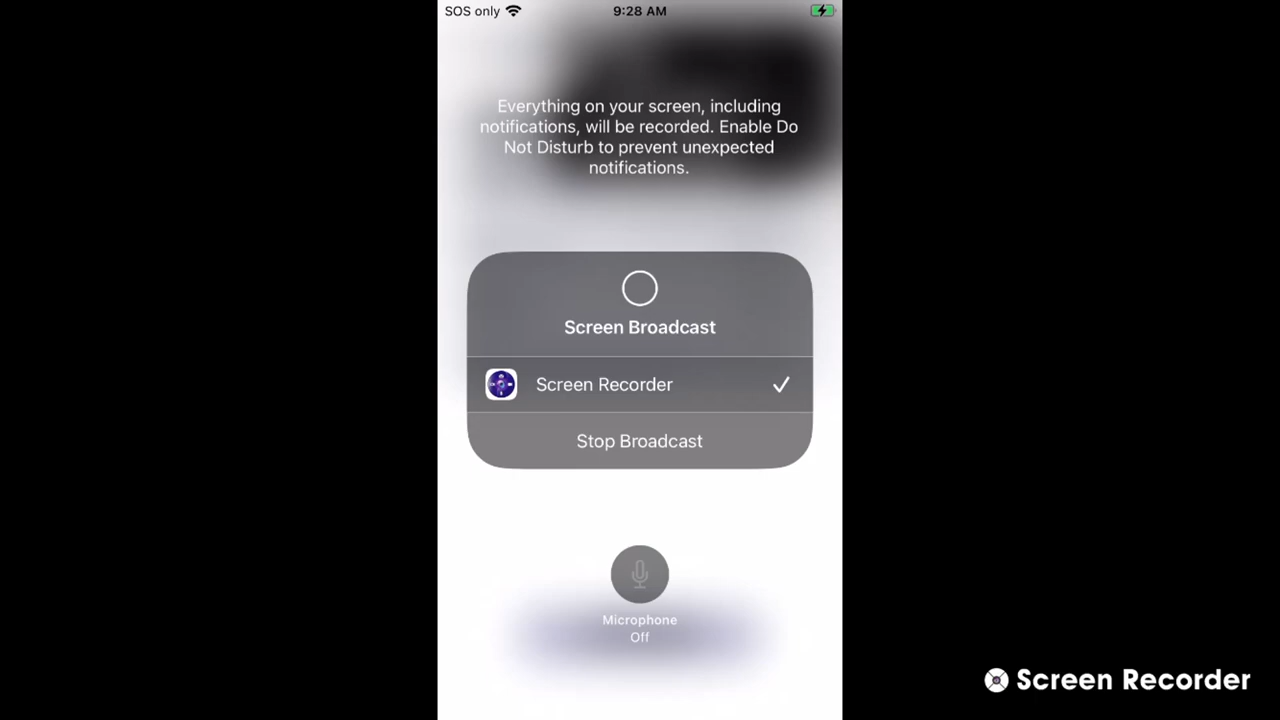 SOS only
9:28 AM
Everything on your screen, including
notifications, will be recorded. Enable Do
Not Disturb to prevent unexpected
notifications.
Screen Broadcast
Screen Recorder
Stop Broadcast
Microphone
Off
Screen Recorder